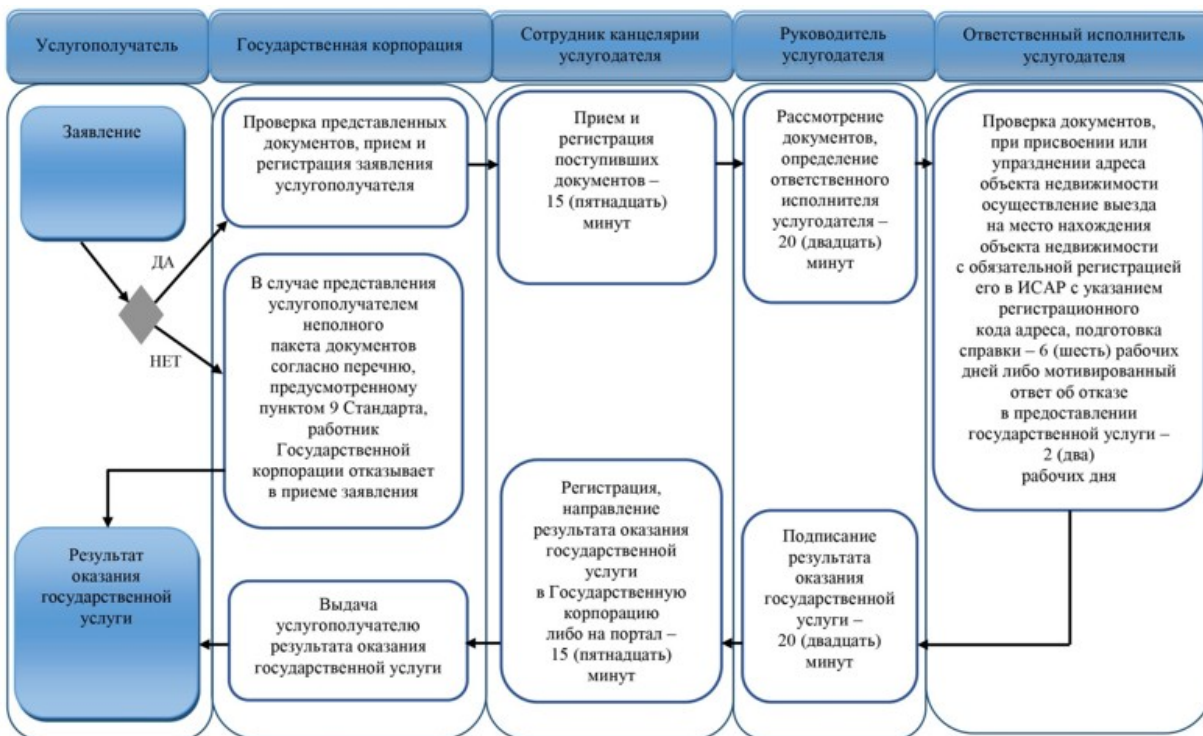 Услугополучатель
Государственная корпорация
Сотрудник канцелярии
услугодателя
Руководитель
услугодателя
Ответственный исполнитель
услугодателя
Заявление
ДА
НЕТ
Проверка представленных
документов, прием и
регистрация заявления
услугополучателя
Прием и
регистрация
поступивших
документов –
15 (пятнадцать)
минут
Рассмотрение
документов,
определение
ответственного
исполнителя
услугодателя –
20 (двадцать)
минут
Проверка документов,
при присвоении или
упразднении адреса
объекта недвижимости
осуществление выезда
на место нахождения
объекта недвижимости
с обязательной регистрацией
его в ИСАР с указанием
регистрационного
кода адреса, подготовка
справки – 6 (шесть) рабочих
дней либо мотивированный
ответ об отказе
в предоставлении
государственной услуги –
2 (два)
рабочих дня
В случае представления
услугополучателем
неполного
пакета документов
согласно перечню,
предусмотренному
пунктом 9 Стандарта,
работник
Государственной
корпорации отказывает
в приеме заявления
Подписание
результата
оказания
государственной
услуги –
20 (двадцать)
минут
Регистрация,
направление
результата оказания
государственной
услуги
в Государственную
корпорацию
либо на портал –
15 (пятнадцать)
минут
Выдача
услугополучателю
результата оказания
государственной услуги
Результат
оказания
государственной
услуги